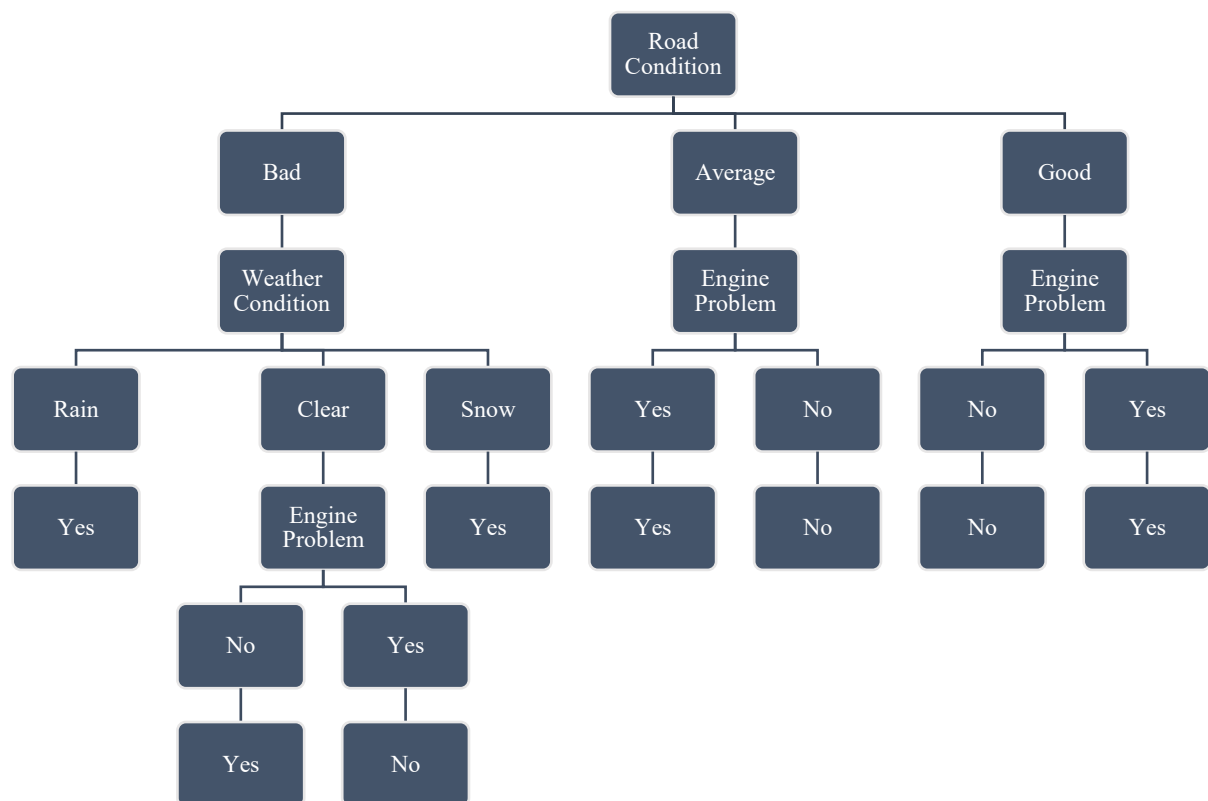 Road
Condition
Bad
Average
Good
Weather
Condition
Engine
Problem
Engine
Problem
Rain
Clear
Snow
Yes
No
No
Yes
Yes
Engine
Problem
Yes
Yes
No
No
Yes
No
Yes
Yes
No